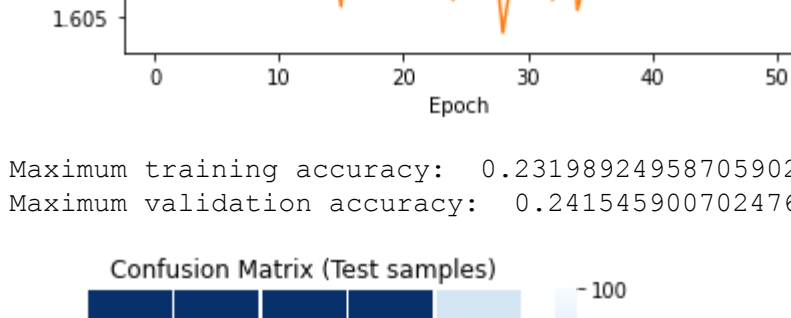 1.605
0 10 20 30 40 50
Epoch
Maximum training accuracy: 0.23198924958705902
Maximum validation accuracy: 0.241545900702476
Confusion Matrix (Test samples)
100